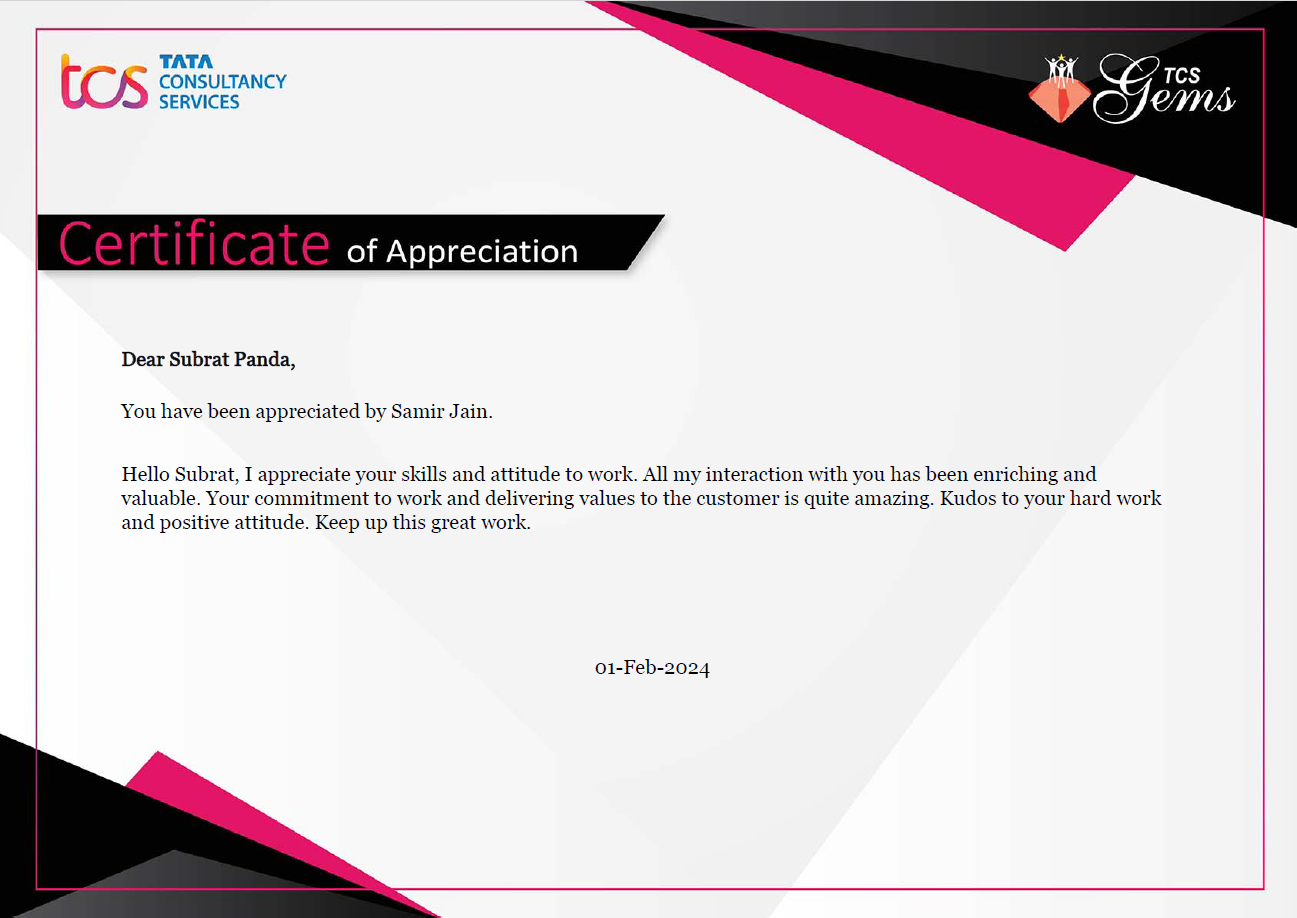 tcs TATA
CONSULTANCY
SERVICES
TCS
Gems
Certificate of Appreciation
Dear Subrat Panda,
You have been appreciated by Samir Jain.
Hello Subrat, I appreciate your skills and attitude to work. All my interaction with you has been enriching and
valuable. Your commitment to work and delivering values to the customer is quite amazing. Kudos to your hard work
and positive attitude. Keep up this great work.
01-Feb-2024